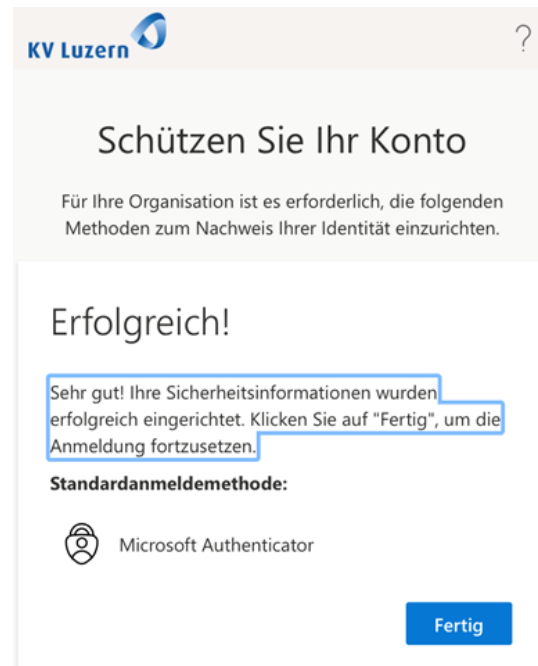 KV Luzern
?
Schützen Sie Ihr Konto
Für Ihre Organisation ist es erforderlich, die folgenden
Methoden zum Nachweis Ihrer Identität einzurichten.
Erfolgreich!
Sehr gut! Ihre Sicherheitsinformationen wurden
erfolgreich eingerichtet. Klicken Sie auf "Fertig", um die
Anmeldung fortzusetzen.
Standardanmeldemethode:
Microsoft Authenticator
Fertig